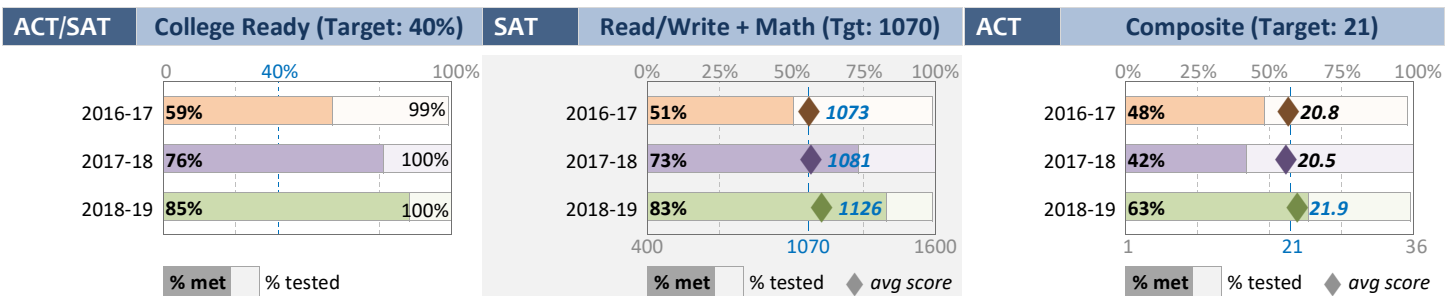 ACT/SAT College Ready (Target: 40%)
0 40% 100%
2016-17 59% 99%
2017-18 76% 100%
2018-19 85% 100%
% met % tested
SAT Read/Write + Math (Tgt: 1070)
0% 25% 50% 75% 100%
2016-17 51% 1073
2017-18 73% 1081
2018-19 83% 1126
400 1070 1600
% met % tested avg score
ACT Composite (Target: 21)
0% 25% 50% 75% 100%
2016-17 48% 20.8
2017-18 42% 20.5
2018-19 63% 21.9
1 21 36
% met % tested avg score